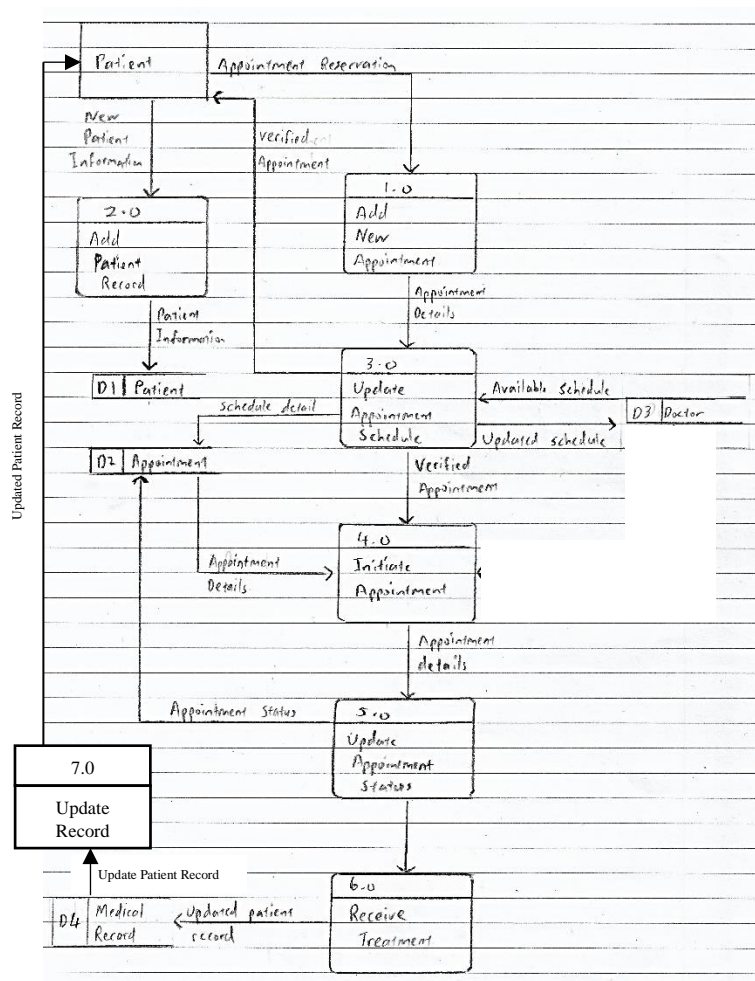 Patient
Appointment Reservation
New
Patient
Information
Verified
Appointment
1.0
Add
New
Appointment
2.0
Add
Patient
Record
Appointment
Details
Patient
Information
3.0
Update
Appointment
Schedule
D1 Patient
Schedule detail
Available schedule
D3 Doctor
Updated schedule
D2 Appointment
Verified
Appointment
Updated Patient Record
4.0
Initiate
Appointment
Appointment
Details
Appointment
details
Appointment Status
5.0
Update
Appointment
Status
7.0
Update
Record
Update Patient Record
6.0
Receive
Treatment
D4 Medical
Record
Updated patient
record